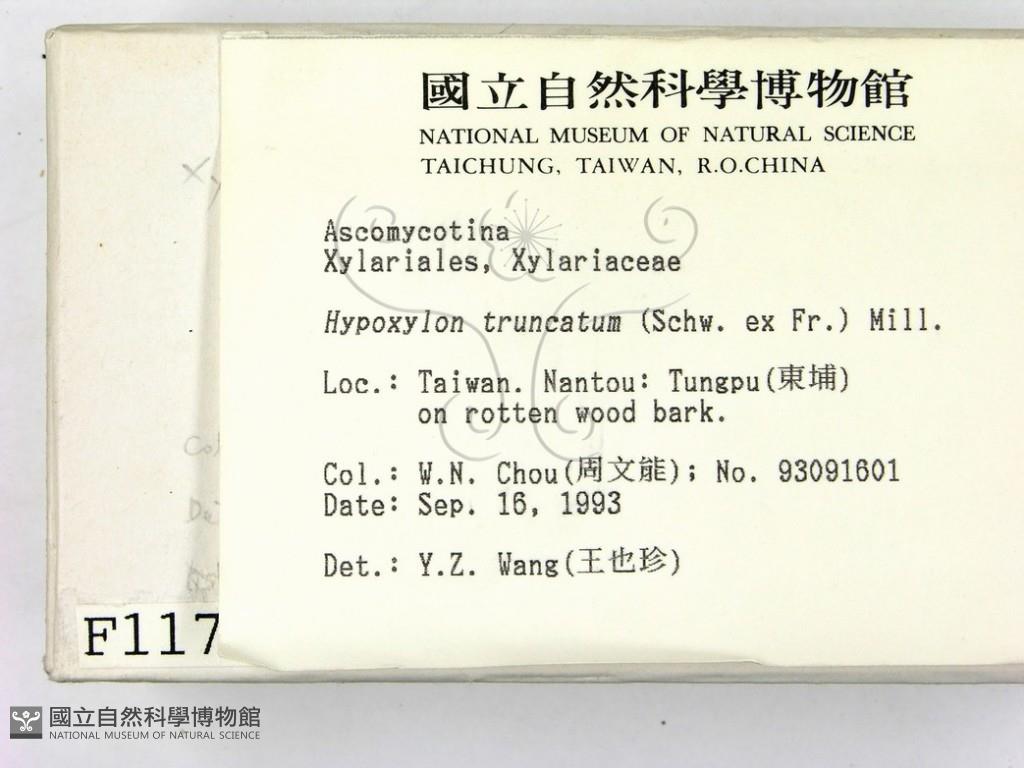 國立自然科學博物館
NATIONAL MUSEUM OF NATURAL SCIENCE
TAICHUNG, TAIWAN, R.O.CHINA
Ascomycotina
Xylariales, Xylariaceae
Hypoxylon truncatum (Schw. ex Fr.) Mill.
Loc.: Taiwan. Nantou: Tungpu(東埔)
on rotten wood bark.
Col.: W.N. Chou(周文能); No. 93091601
Date: Sep. 16, 1993
Det.: Y.Z. Wang(王也珍)
F117
國立自然科學博物館
NATIONAL MUSEUM OF NATURAL SCIENCE